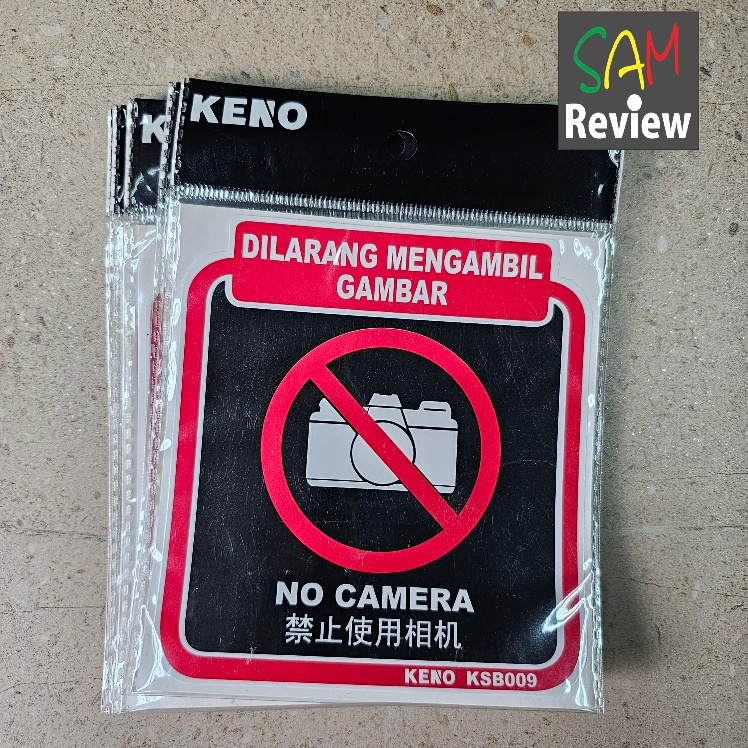 SAM
Review
KENO
K
DILARANG MENGAMBIL
GAMBAR
NO CAMERA
禁止使用相机
KENO KSB009